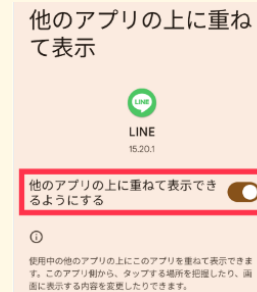 他のアプリの上に重ね
て表示
LINE
LINE
15.20.1
他のアプリの上に重ねて表示でき
るようにする
使用中の他のアプリの上にこのアプリを重ねて表示できま
す。このアプリ側から、タップする場所を把握したり、画
面に表示する内容を変更したりできます。